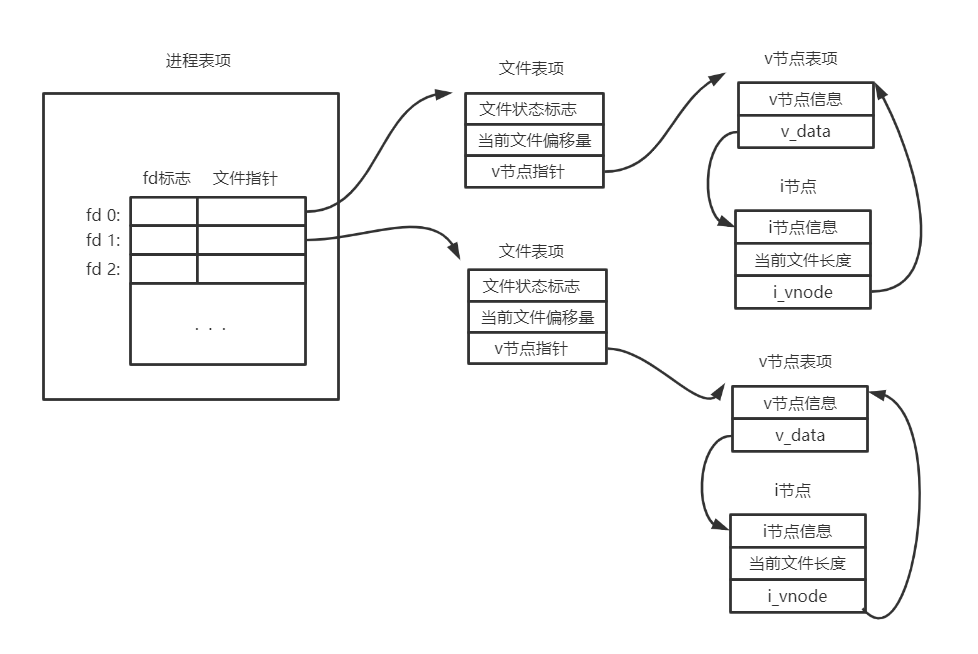 进程表项
fd标志 文件指针
fd 0:
fd 1:
fd 2:
. . .
文件表项
文件状态标志
当前文件偏移量
v节点指针
文件表项
文件状态标志
当前文件偏移量
v节点指针
v节点表项
v节点信息
v_data
i节点
i节点信息
当前文件长度
i_vnode
v节点表项
v节点信息
v_data
i节点
i节点信息
当前文件长度
i_vnode